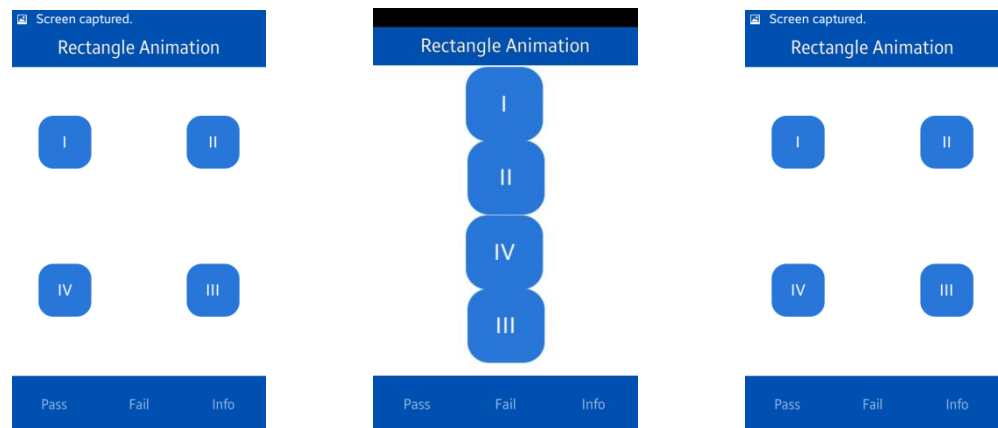 Screen captured.
Rectangle Animation
I II
IV III
Pass Fail Info
Rectangle Animation
I
II
IV
III
Pass Fail Info
Screen captured.
Rectangle Animation
I II
IV III
Pass Fail Info